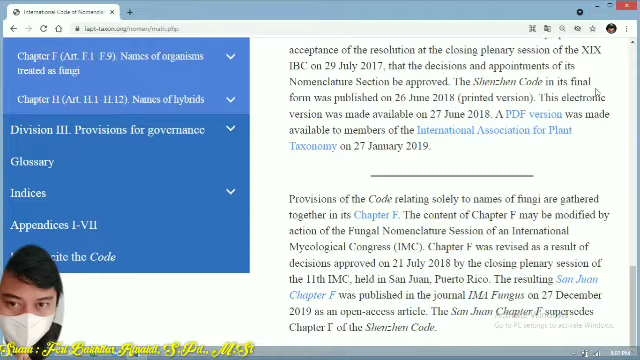 International Code of Nomencla
iapt-taxon.org/nomen/main.php
Chapter F (Art. F.1 F.9). Names of organisms
treated as fungi
Chapter H (Art. H.1 H.12). Names of hybrids
Division III. Provisions for governance
Glossary
Indices
Appendices I-VII
cite the Code
acceptance of the resolution at the closing plenary session of the XIX
IBC on 29 July 2017, that the decisions and appointments of its
Nomenclature Section be approved. The Shenzhen Code in its final
form was published on 26 June 2018 (printed version). This electronic
version was made available on 27 June 2018. A PDF version was made
available to members of the International Association for Plant
Taxonomy on 27 January 2019.
Provisions of the Code relating solely to names of fungi are gathered
together in its Chapter F. The content of Chapter F may be modified by
action of the Fungal Nomenclature Session of an International
Mycological Congress (IMC). Chapter F was revised as a result of
decisions approved on 21 July 2018 by the closing plenary session of
the 11th IMC, held in San Juan, Puerto Rico. The resulting San Juan
Chapter F was published in the journal IMA Fungus on 27 December
2019 as an open-access article. The San Juan Chapter F supersedes
Chapter F of the Shenzhen Code.
Activate Windows
Go to PC settings to activate Windows.
Suara : Feri Bakhtiar Rinaldi, S.Pd., M.Si
8:02 PM